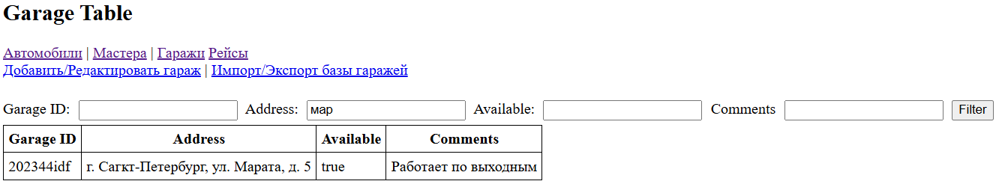 Garage Table
Автомобили | Мастера | Гаражи Рейсы
Добавить/Редактировать гараж | Импорт/Экспорт базы гаражей
Garage ID: Address: мар Available: Comments Filter
Garage ID Address Available Comments
202344idf г. Сагкт-Петербург, ул. Марата, д. 5 true Работает по выходным